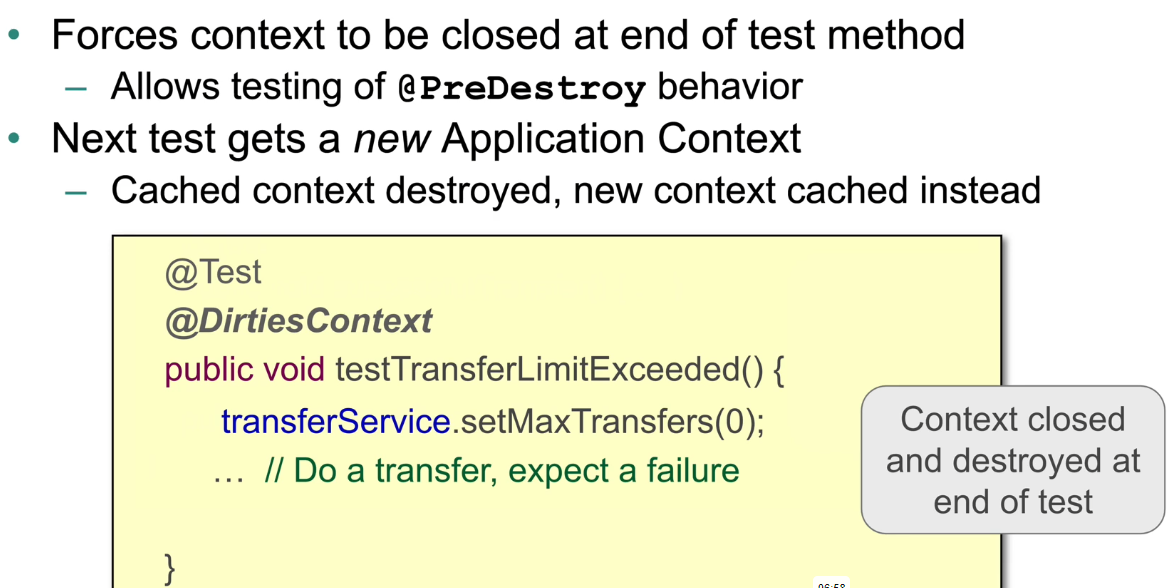 • Forces context to be closed at end of test method
– Allows testing of @PreDestroy behavior
• Next test gets a new Application Context
– Cached context destroyed, new context cached instead
@Test
@DirtiesContext
public void testTransferLimitExceeded() {
transferService.setMaxTransfers(0);
… // Do a transfer, expect a failure
}
Context closed
and destroyed at
end of test